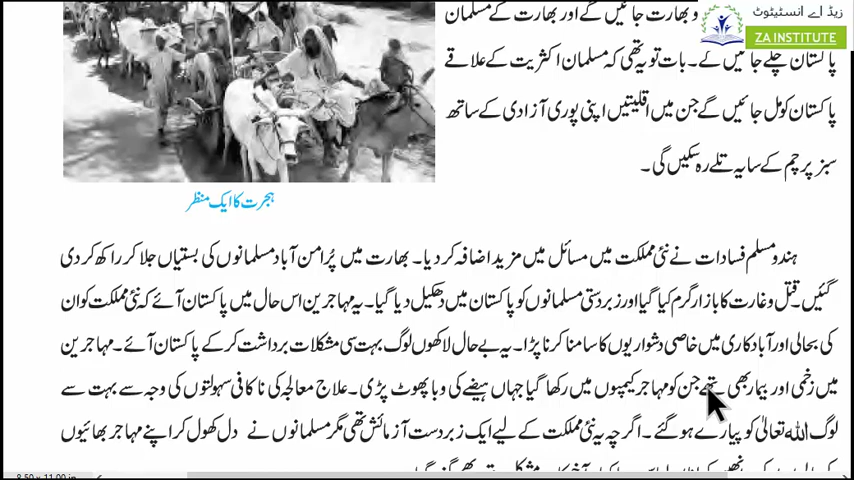 و بھارت جائیں گے اور بھارت کے مسلمان
پاکستان چلے جائیں گے۔ بات تو یہ تھی کہ مسلمان اکثریت کے علاقے
پاکستان کو مل جائیں گے جن میں اقلیتیں اپنی پوری آزادی کے ساتھ
سبز پرچم کے سایہ تلے رہ سکیں گی۔
زیڈ اے انسٹیٹوٹ
ZA INSTITUTE
ہجرت کا ایک منظر
ہندو مسلم فسادات نے نئی مملکت میں مسائل میں مزید اضافہ کر دیا۔ بھارت میں پُرامن آباد مسلمانوں کی بستیاں جلا کر راکھ کر دی
گئیں۔ قتل و غارت کا بازار گرم کیا گیا اور زبردستی مسلمانوں کو پاکستان میں دھکیل دیا گیا۔ یہ مہاجرین اس حال میں پاکستان آئے کہ نئی مملکت کو ان
کی بحالی اور آبادکاری میں خاصی دشواریوں کا سامنا کرنا پڑا۔ یہ بے حال لاکھوں لوگ بہت سی مشکلات برداشت کر کے پاکستان آئے۔ مہاجرین
میں زخمی اور بیمار بھی تھے جن کو مہاجر کیمپوں میں رکھا گیا جہاں ہیضے کی وبا پھوٹ پڑی۔ علاج معالجہ کی ناکافی سہولتوں کی وجہ سے بہت سے
لوگ اللہ تعالیٰ کو پیارے ہو گئے۔ اگرچہ یہ نئی مملکت کے لیے ایک زبردست آزمائش تھی مگر مسلمانوں نے دل کھول کر اپنے مہاجر بھائیوں
8.50 x 11.00 in